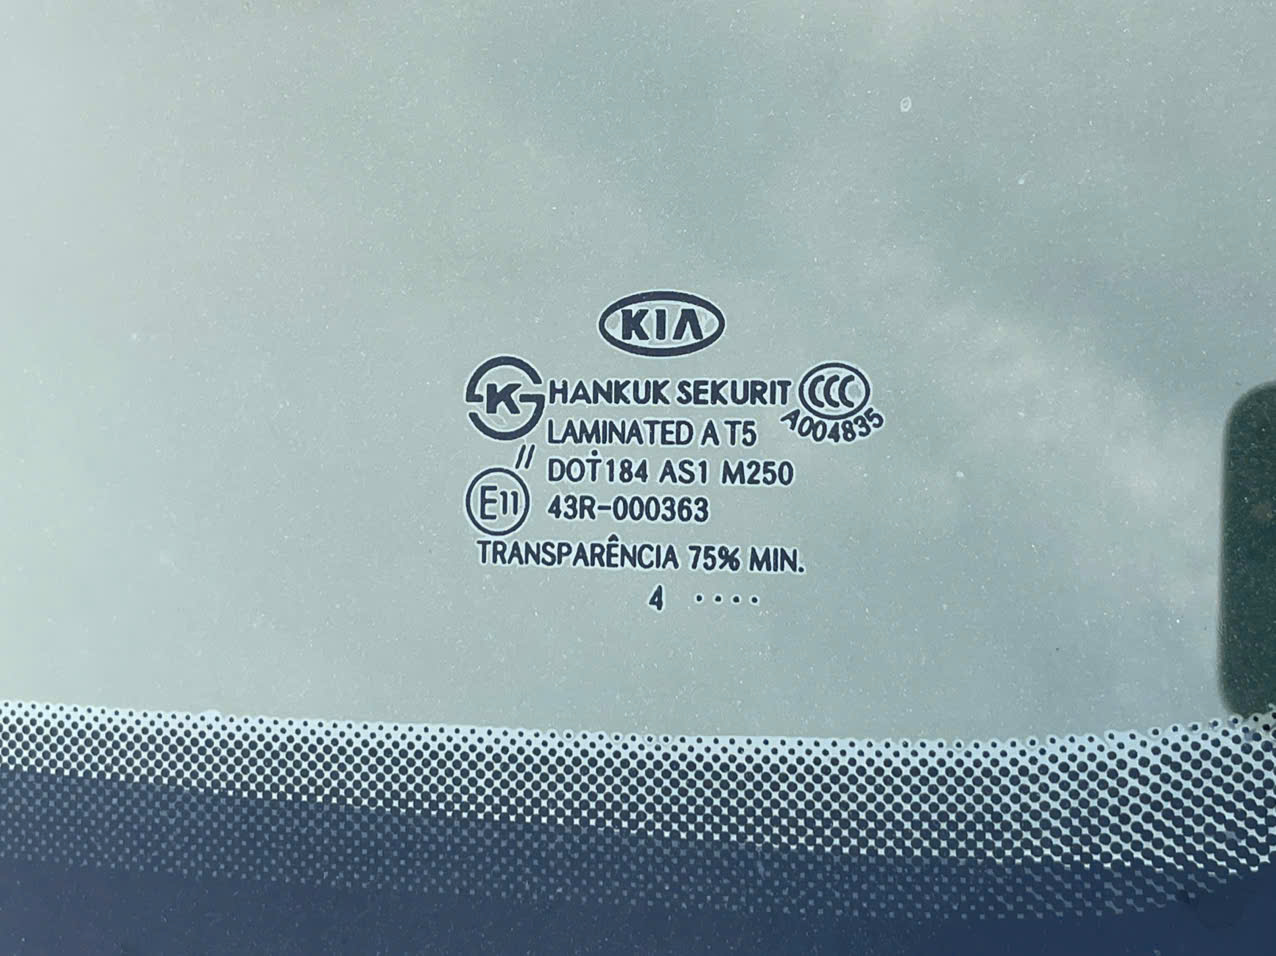 KIA
K HANKUK SEKURIT CCC
LAMINATED A T5 A004835
// DOT184 AS1 M250
E11 43R-000363
TRANSPARÊNCIA 75% MIN.
4 ····